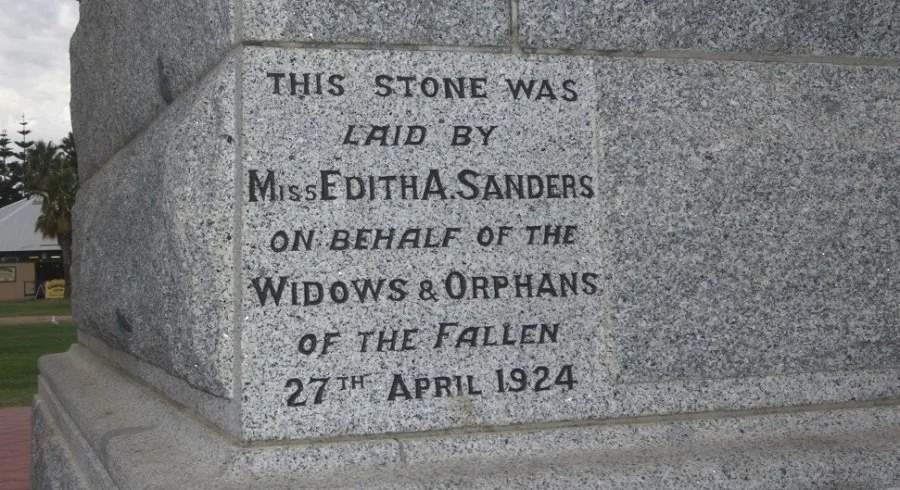 THIS STONE WAS
LAID BY
MISS EDITH A. SANDERS
ON BEHALF OF THE
WIDOWS & ORPHANS
OF THE FALLEN
27TH APRIL 1924